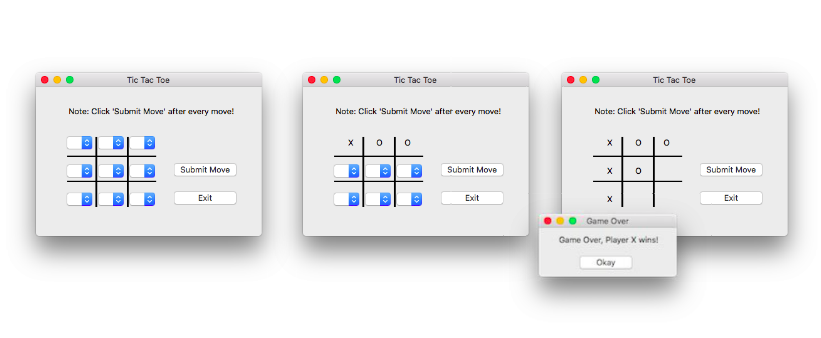 Tic Tac Toe
Note: Click 'Submit Move' after every move!
Submit Move
Exit
Tic Tac Toe
Note: Click 'Submit Move' after every move!
X O O
Submit Move
Exit
Tic Tac Toe
Note: Click 'Submit Move' after every move!
X O O
X O
Submit Move
X
Exit
Game Over
Game Over, Player X wins!
Okay